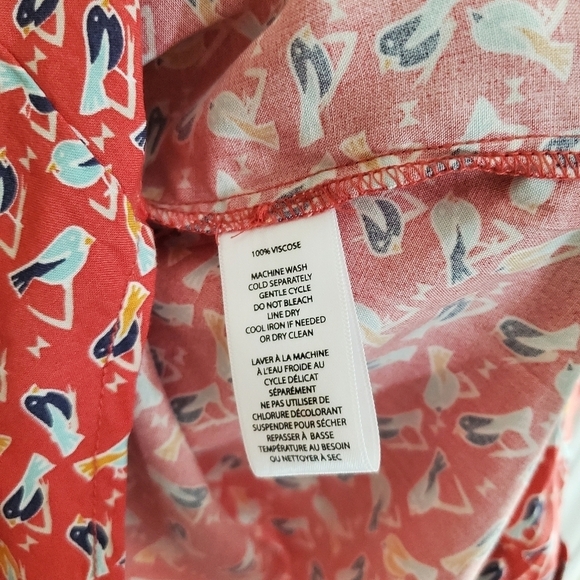 100% VISCOSE
MACHINE WASH
COLD SEPARATELY
GENTLE CYCLE
DO NOT BLEACH
LINE DRY
COOL IRON IF NEEDED
OR DRY CLEAN
LAVER À LA MACHINE
À L'EAU FROIDE AU
CYCLE DÉLICAT
SÉPARÉMENT
NE PAS UTILISER DE
CHLORURE DÉCOLORANT
SUSPENDRE POUR SÉCHER
REPASSER À BASSE
TEMPÉRATURE AU BESOIN
OU NETTOYER À SEC